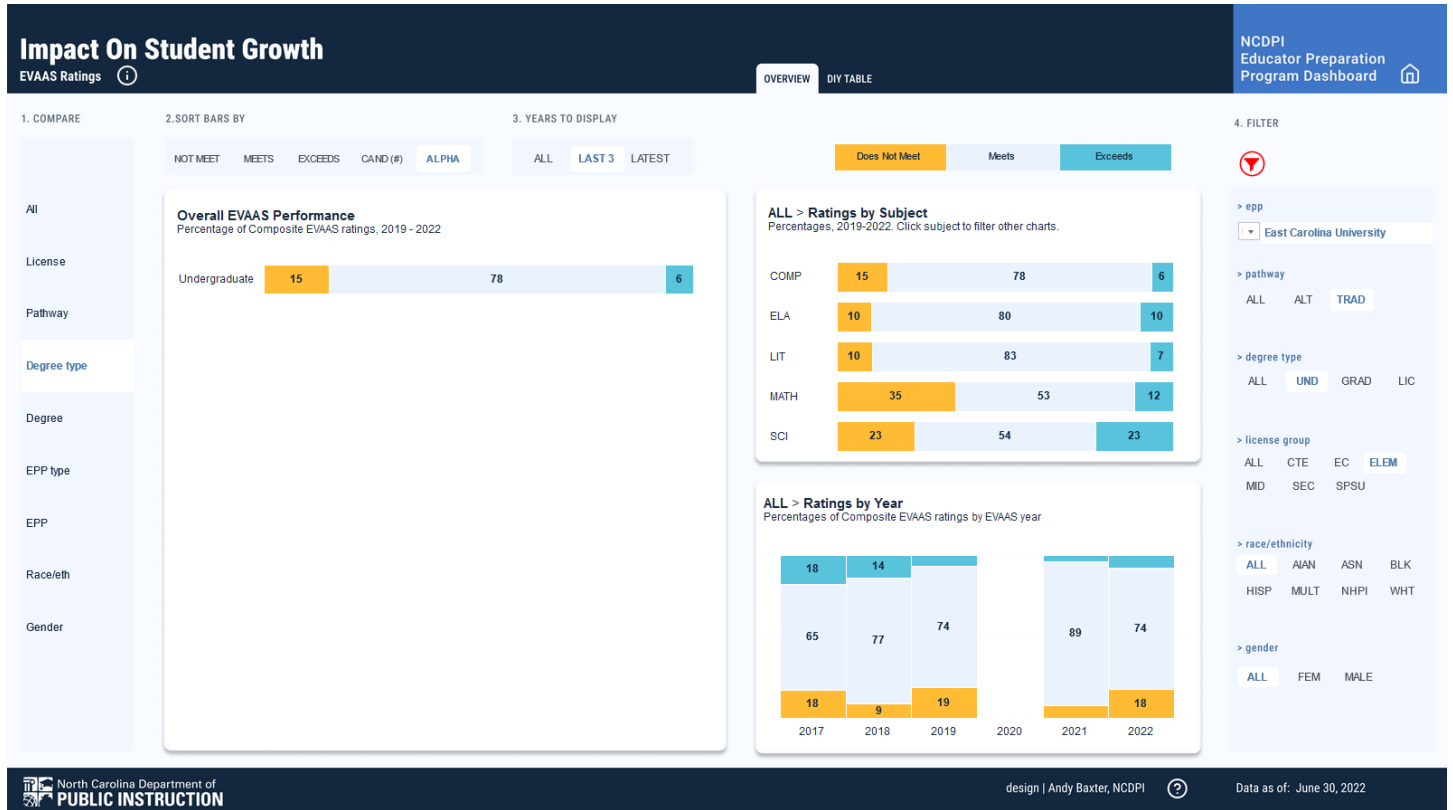 Impact On Student Growth
EVAAS Ratings i
OVERVIEW DIY TABLE
NCDPI
Educator Preparation
Program Dashboard
1. COMPARE
2.SORT BARS BY
3. YEARS TO DISPLAY
4. FILTER
NOT MEET MEETS EXCEEDS CAND (#) ALPHA
ALL LAST 3 LATEST
Does Not Meet Meets Exceeds
All
License
Pathway
Degree type
Degree
EPP type
EPP
Race/eth
Gender
Overall EVAAS Performance
Percentage of Composite EVAAS ratings, 2019 - 2022
Undergraduate 15 78 6
ALL > Ratings by Subject
Percentages, 2019-2022. Click subject to filter other charts.
COMP 15 78 6
ELA 10 80 10
LIT 10 83 7
MATH 35 53 12
SCI 23 54 23
ALL > Ratings by Year
Percentages of Composite EVAAS ratings by EVAAS year
18 14
65 77 74 89 74
18 9 19 18
2017 2018 2019 2020 2021 2022
> epp
East Carolina University
> pathway
ALL ALT TRAD
> degree type
ALL UND GRAD LIC
> license group
ALL CTE EC ELEM
MID SEC SPSU
> race/ethnicity
ALL AIAN ASN BLK
HISP MULT NHPI WHT
> gender
ALL FEM MALE
North Carolina Department of
PUBLIC INSTRUCTION
design | Andy Baxter, NCDPI ?
Data as of: June 30, 2022